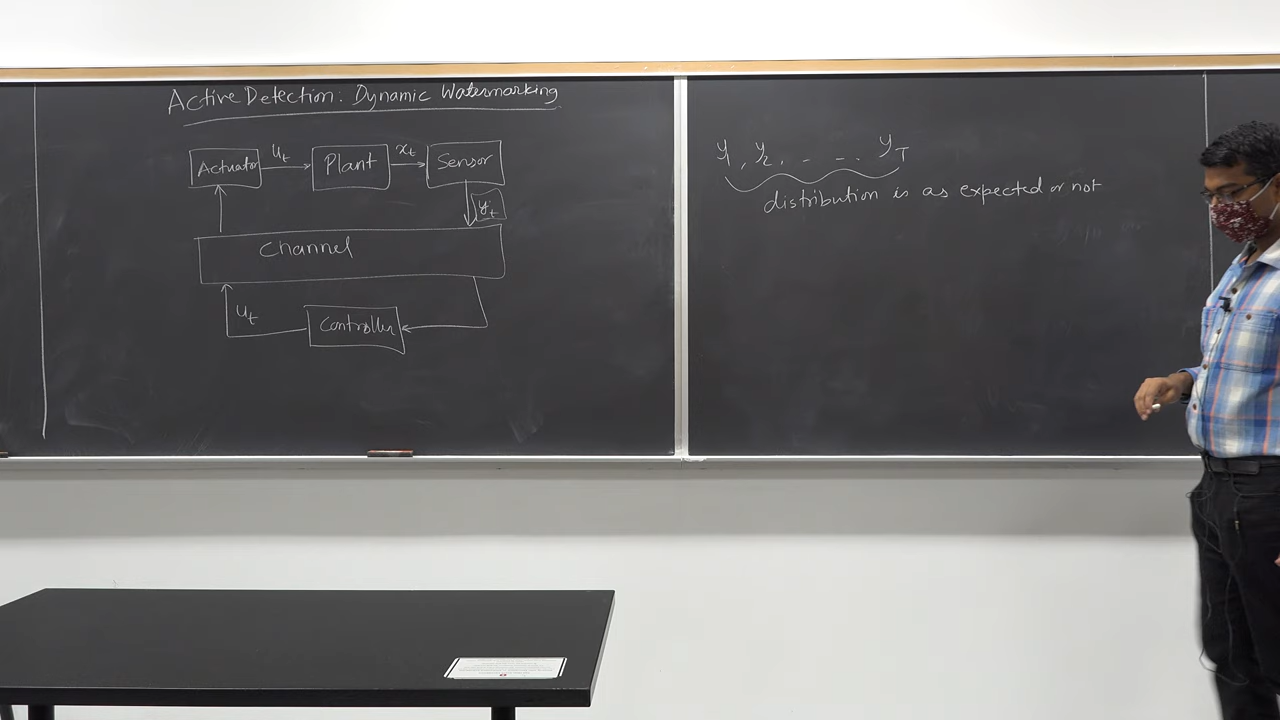 Active Detection: Dynamic Watermarking
Actuator u_t Plant x_t Sensor
y_t
Channel
u_t Controller
y_1, y_2, - - -. y_T
distribution is as expected or not